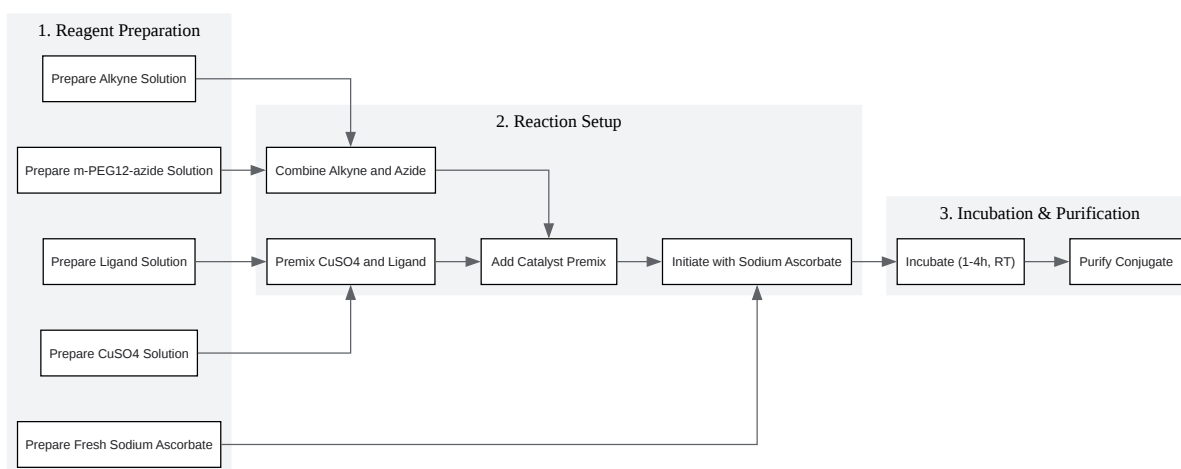 1. Reagent Preparation
Prepare Alkyne Solution
Prepare m-PEG12-azide Solution
Prepare Ligand Solution
Prepare CuSO4 Solution
Prepare Fresh Sodium Ascorbate
2. Reaction Setup
Combine Alkyne and Azide
Premix CuSO4 and Ligand
Add Catalyst Premix
Initiate with Sodium Ascorbate
3. Incubation & Purification
Incubate (1-4h, RT)
Purify Conjugate